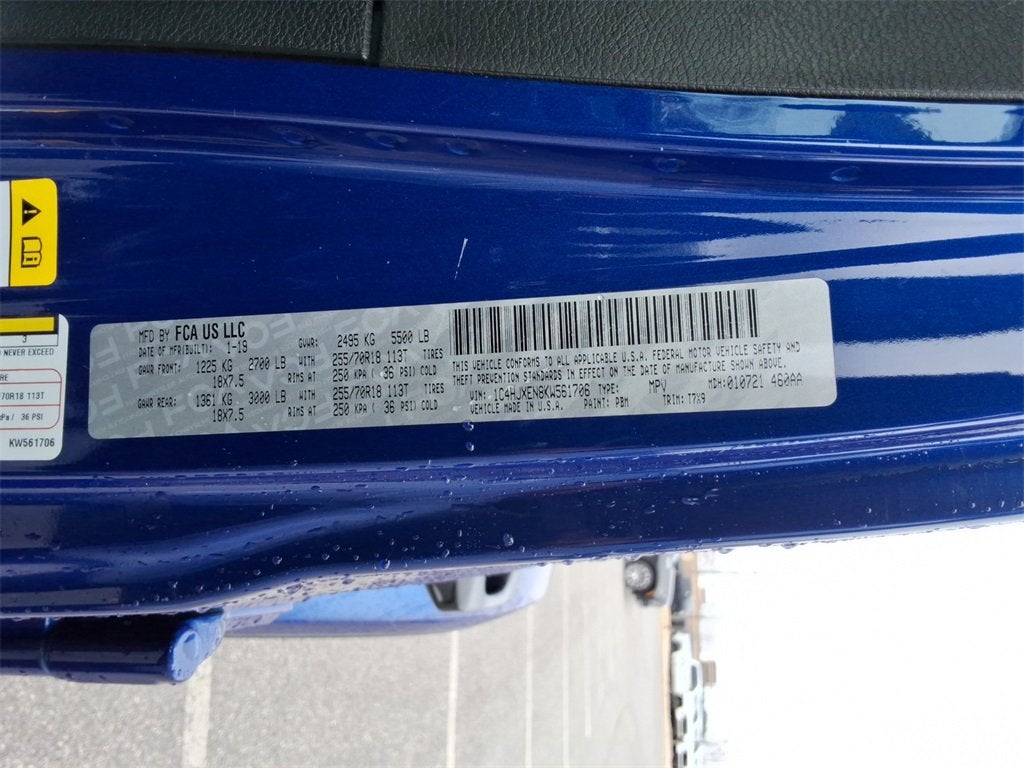 3
NEVER EXCEED
RE
70R18 113T
kPa / 36 PSI
KW561706
MFD BY FCA US LLC
DATE OF MFR(BUILT): 1-19 GVWR: 2495 KG 5500 LB
GAWR FRONT: 1225 KG 2700 LB WITH 255/70R18 113T TIRES
18X7.5 RIMS AT 250 KPA ( 36 PSI) COLD
GAWR REAR: 1361 KG 3000 LB WITH 255/70R18 113T TIRES
18X7.5 RIMS AT 250 KPA ( 36 PSI) COLD
THIS VEHICLE CONFORMS TO ALL APPLICABLE U.S.A. FEDERAL MOTOR VEHICLE SAFETY AND
THEFT PREVENTION STANDARDS IN EFFECT ON THE DATE OF MANUFACTURE SHOWN ABOVE.
VIN: 1C4HJXEN8KW561706 TYPE: MPV MDH: 010721 460AA
VEHICLE MADE IN U.S.A. PAINT: PBM TRIM: T7X9